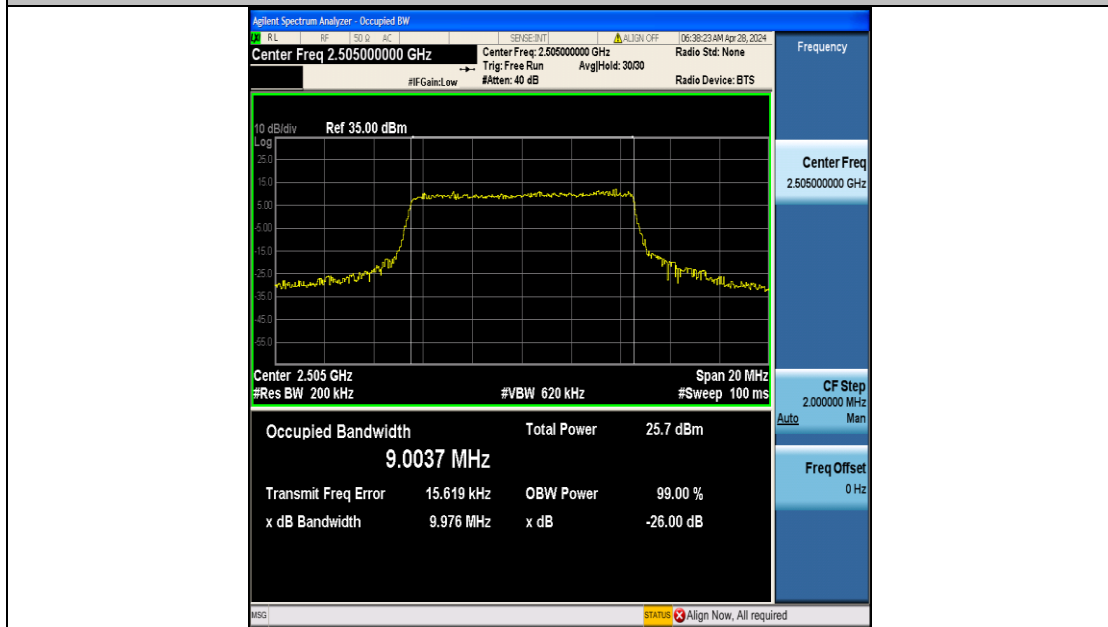 Agilent Spectrum Analyzer - Occupied BW
LXI RL RF 50 Ω AC SENSE:INT ALIGN OFF 06:38:23 AM Apr 28, 2024
Center Freq 2.505000000 GHz
Center Freq: 2.505000000 GHz
Radio Std: None
Trig: Free Run Avg|Hold: 30/30
#IFGain:Low #Atten: 40 dB
Radio Device: BTS
10 dB/div Ref 35.00 dBm
Log
25.0
15.0
5.00
-5.00
-15.0
-25.0
-35.0
-45.0
-55.0
Center 2.505 GHz Span 20 MHz
#Res BW 200 kHz #VBW 620 kHz #Sweep 100 ms
Occupied Bandwidth Total Power 25.7 dBm
9.0037 MHz
Transmit Freq Error 15.619 kHz OBW Power 99.00 %
x dB Bandwidth 9.976 MHz x dB -26.00 dB
Frequency
Center Freq
2.505000000 GHz
CF Step
2.000000 MHz
Auto Man
Freq Offset
0 Hz
MSG STATUS Align Now, All required